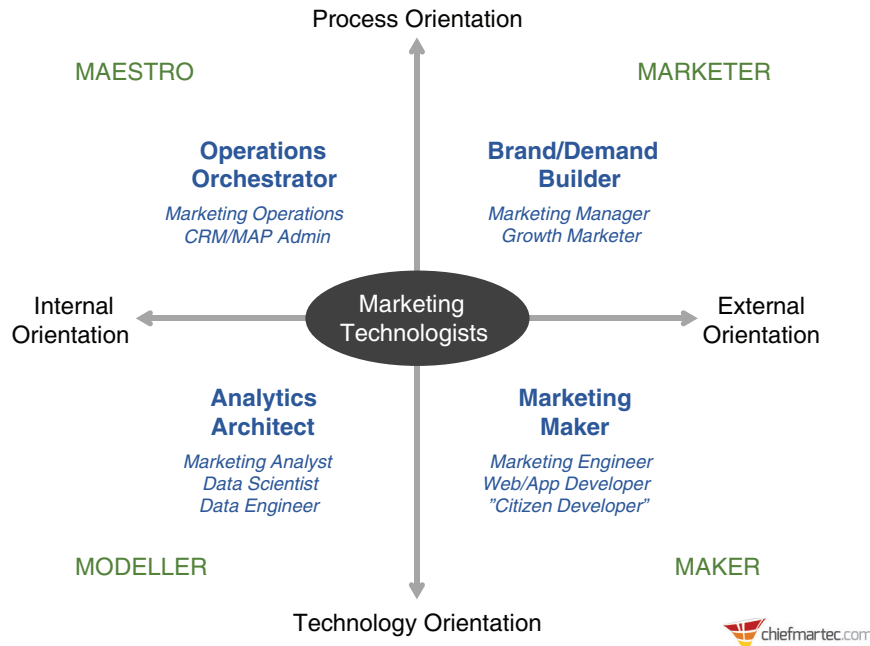 Process Orientation
MAESTRO
MARKETER
Operations
Orchestrator
Marketing Operations
CRM/MAP Admin
Brand/Demand
Builder
Marketing Manager
Growth Marketer
Internal
Orientation
Marketing
Technologists
External
Orientation
Analytics
Architect
Marketing Analyst
Data Scientist
Data Engineer
Marketing
Maker
Marketing Engineer
Web/App Developer
”Citizen Developer”
MODELLER
MAKER
Technology Orientation
chiefmartec.com